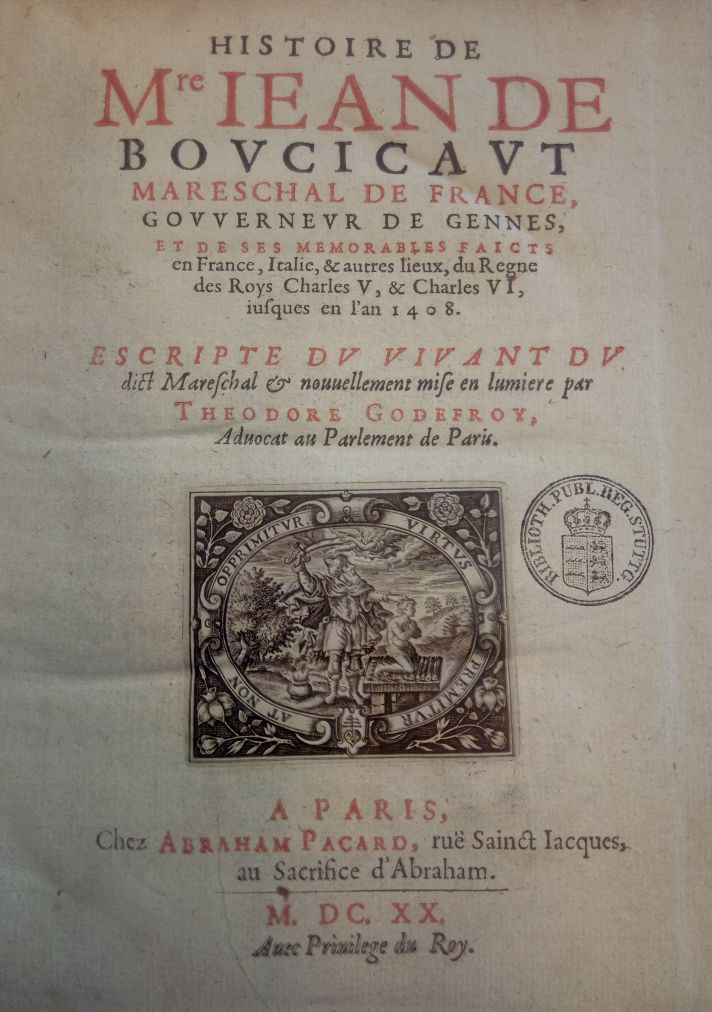 HISTOIRE DE
Mre IEAN DE
BOVCICAVT
MARESCHAL DE FRANCE,
GOVVERNEVR DE GENNES,
ET DE SES MEMORABLES FAICTS
en France, Italie, & autres lieux, du Regne
des Roys Charles V, & Charles VI,
iuſques en l'an 1408.
ESCRIPTE DV VIVANT DV
dict Mareſchal & nouuellement miſe en lumiere par
THEODORE GODEFROY,
Aduocat au Parlement de Paris.
OPPRIMITVR VIRTVS
AT NON PREMITVR
BIBLIOTH. PUBL. REG. STUTTG.
A PARIS,
Chez ABRAHAM PACARD, ruë Sainct Iacques,
au Sacrifice d'Abraham.
M. DC. XX.
Auec Priuilege du Roy.